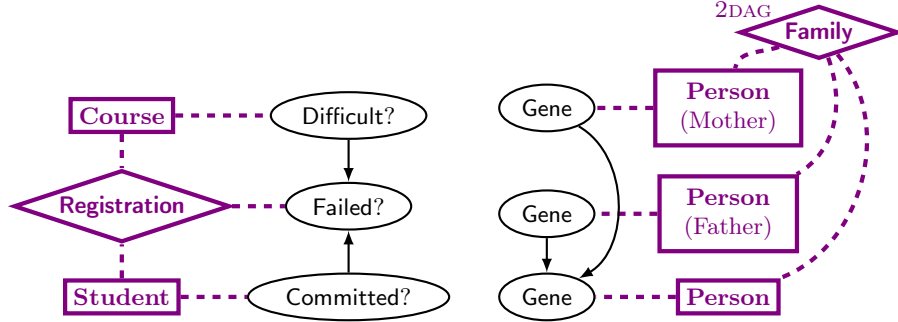 Course
Difficult?
Registration
Failed?
Student
Committed?
2DAG
Family
Gene
Person
(Mother)
Gene
Person
(Father)
Gene
Person